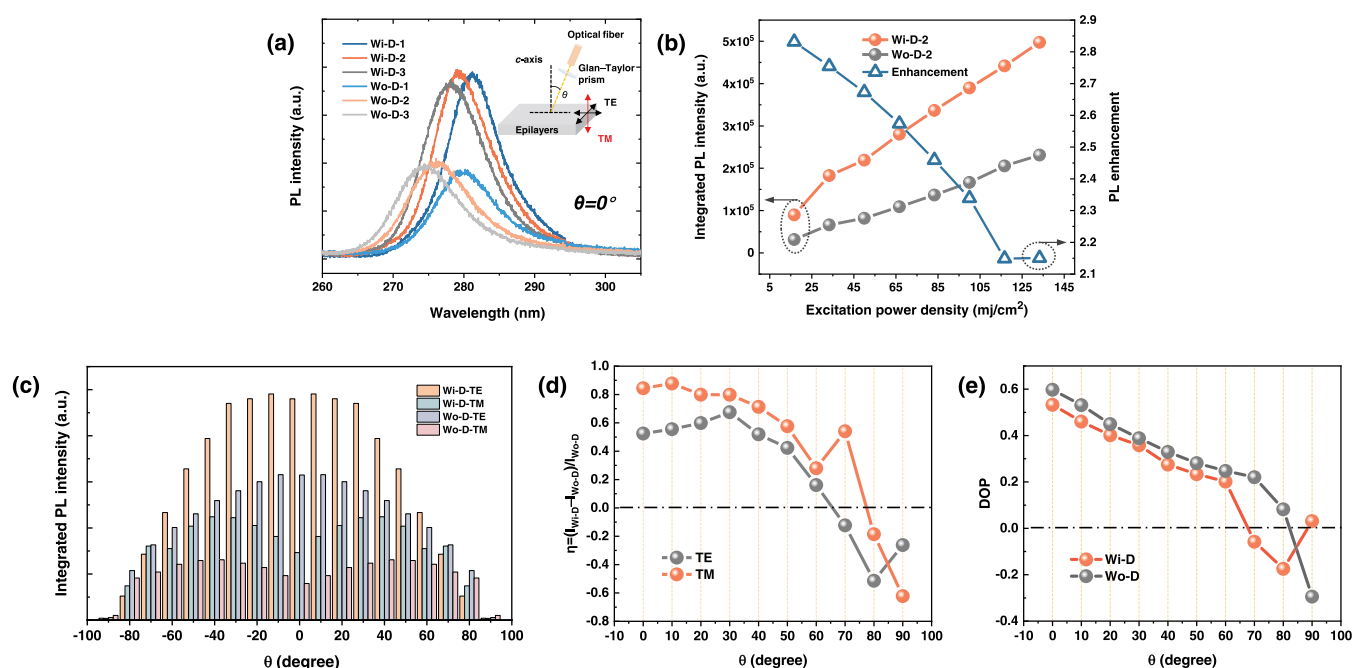 (a)
Wi-D-1
Wi-D-2
Wi-D-3
Wo-D-1
Wo-D-2
Wo-D-3
Optical fiber
c-axis
Glan–Taylor
prism
θ
TE
Epilayers
TM
θ=0°
PL intensity (a.u.)
260 270 280 290 300
Wavelength (nm)
(b)
Wi-D-2
Wo-D-2
Enhancement
Integrated PL intensity (a.u.)
5x10⁵
4x10⁵
3x10⁵
2x10⁵
1x10⁵
0
PL enhancement
2.9
2.8
2.7
2.6
2.5
2.4
2.3
2.2
2.1
5 25 45 65 85 105 125 145
Excitation power density (mj/cm²)
(c)
Wi-D-TE
Wi-D-TM
Wo-D-TE
Wo-D-TM
Integrated PL intensity (a.u.)
-100 -80 -60 -40 -20 0 20 40 60 80 100
θ (degree)
(d)
η=(I_Wi-D–I_Wo-D)/I_Wo-D
1.0
0.8
0.6
0.4
0.2
0.0
-0.2
-0.4
-0.6
-0.8
TE
TM
-10 0 10 20 30 40 50 60 70 80 90 100
θ (degree)
(e)
DOP
0.6
0.4
0.2
0.0
-0.2
-0.4
Wi-D
Wo-D
-10 0 10 20 30 40 50 60 70 80 90 100
θ (degree)